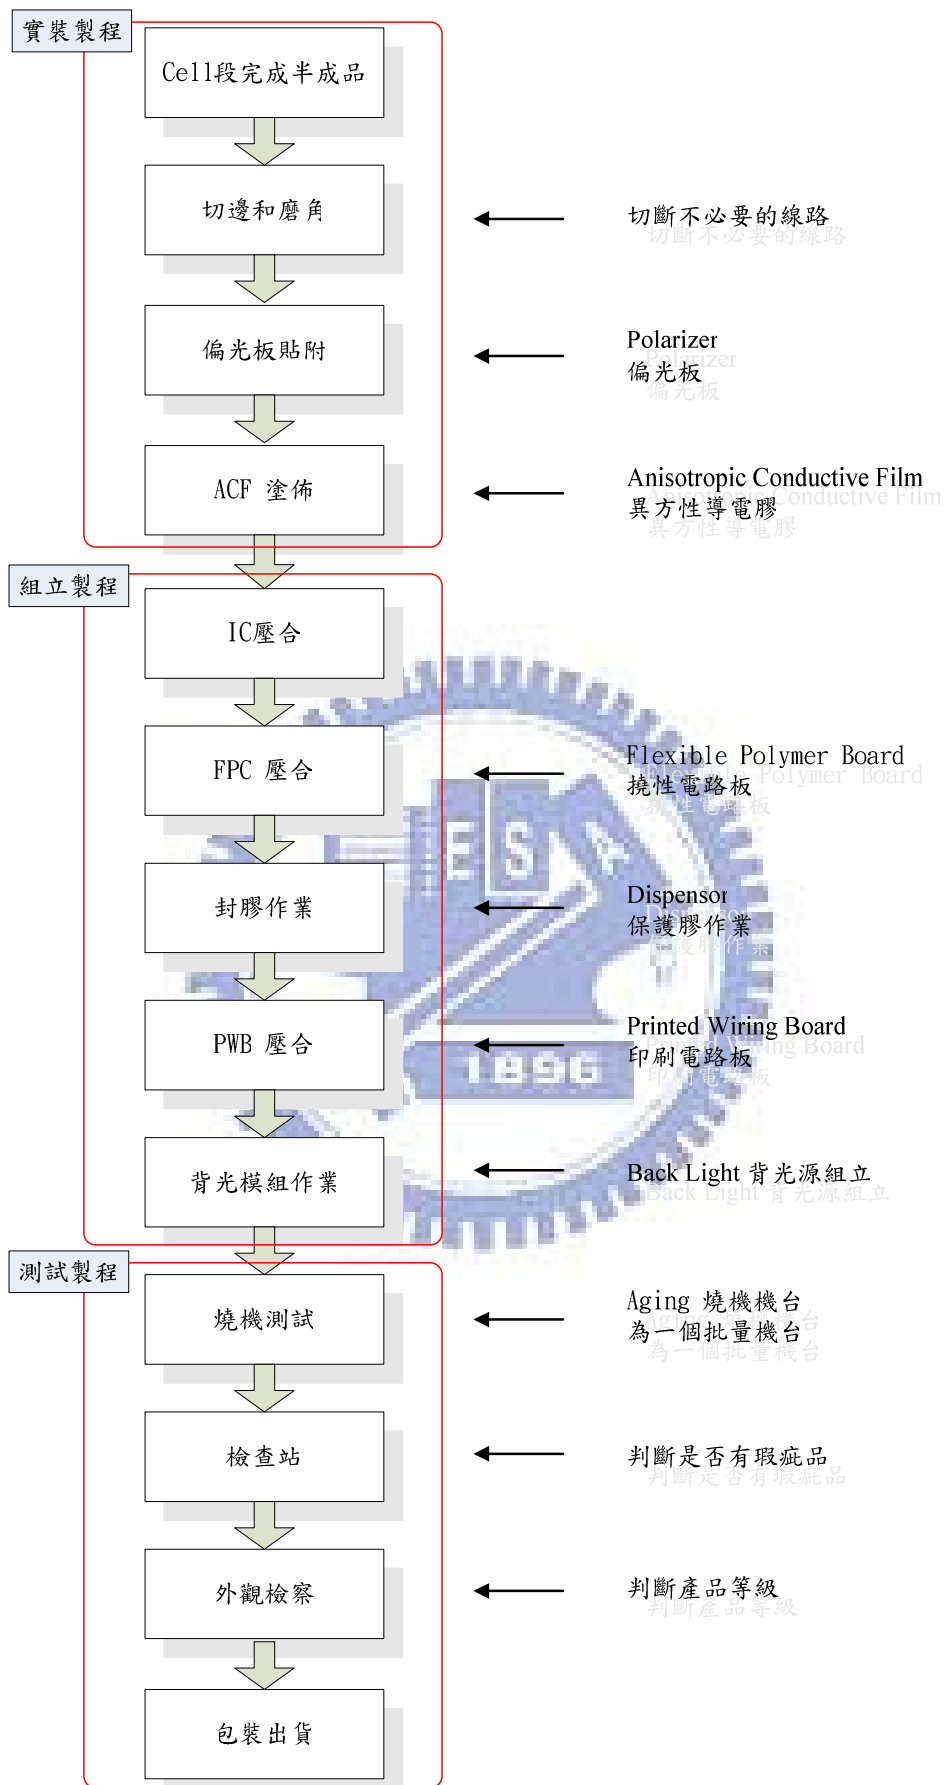 實裝製程
Cell段完成半成品
切邊和磨角
切斷不必要的線路
偏光板貼附
Polarizer
偏光板
ACF 塗佈
Anisotropic Conductive Film
異方性導電膠
組立製程
IC壓合
FPC 壓合
Flexible Polymer Board
撓性電路板
封膠作業
Dispensor
保護膠作業
PWB 壓合
Printed Wiring Board
印刷電路板
背光模組作業
Back Light 背光源組立
測試製程
燒機測試
Aging 燒機機台
為一個批量機台
檢查站
判斷是否有瑕疵品
外觀檢察
判斷產品等級
包裝出貨
ES
1896